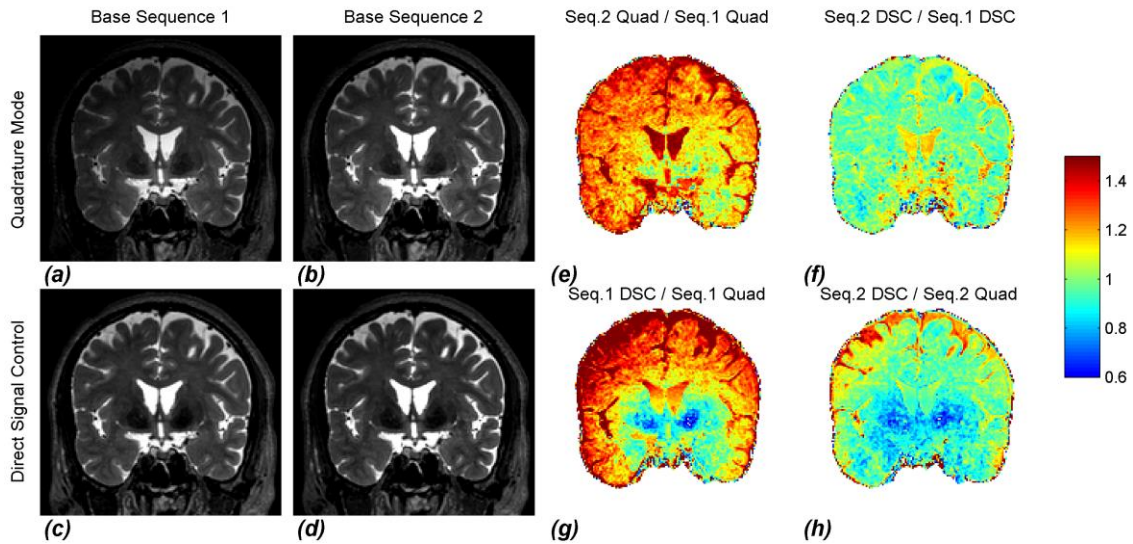 Base Sequence 1
Base Sequence 2
Seq.2 Quad / Seq.1 Quad
Seq.2 DSC / Seq.1 DSC
Quadrature Mode
(a)
(b)
(e)
(f)
Seq.1 DSC / Seq.1 Quad
Seq.2 DSC / Seq.2 Quad
Direct Signal Control
(c)
(d)
(g)
(h)
1.4
1.2
1
0.8
0.6